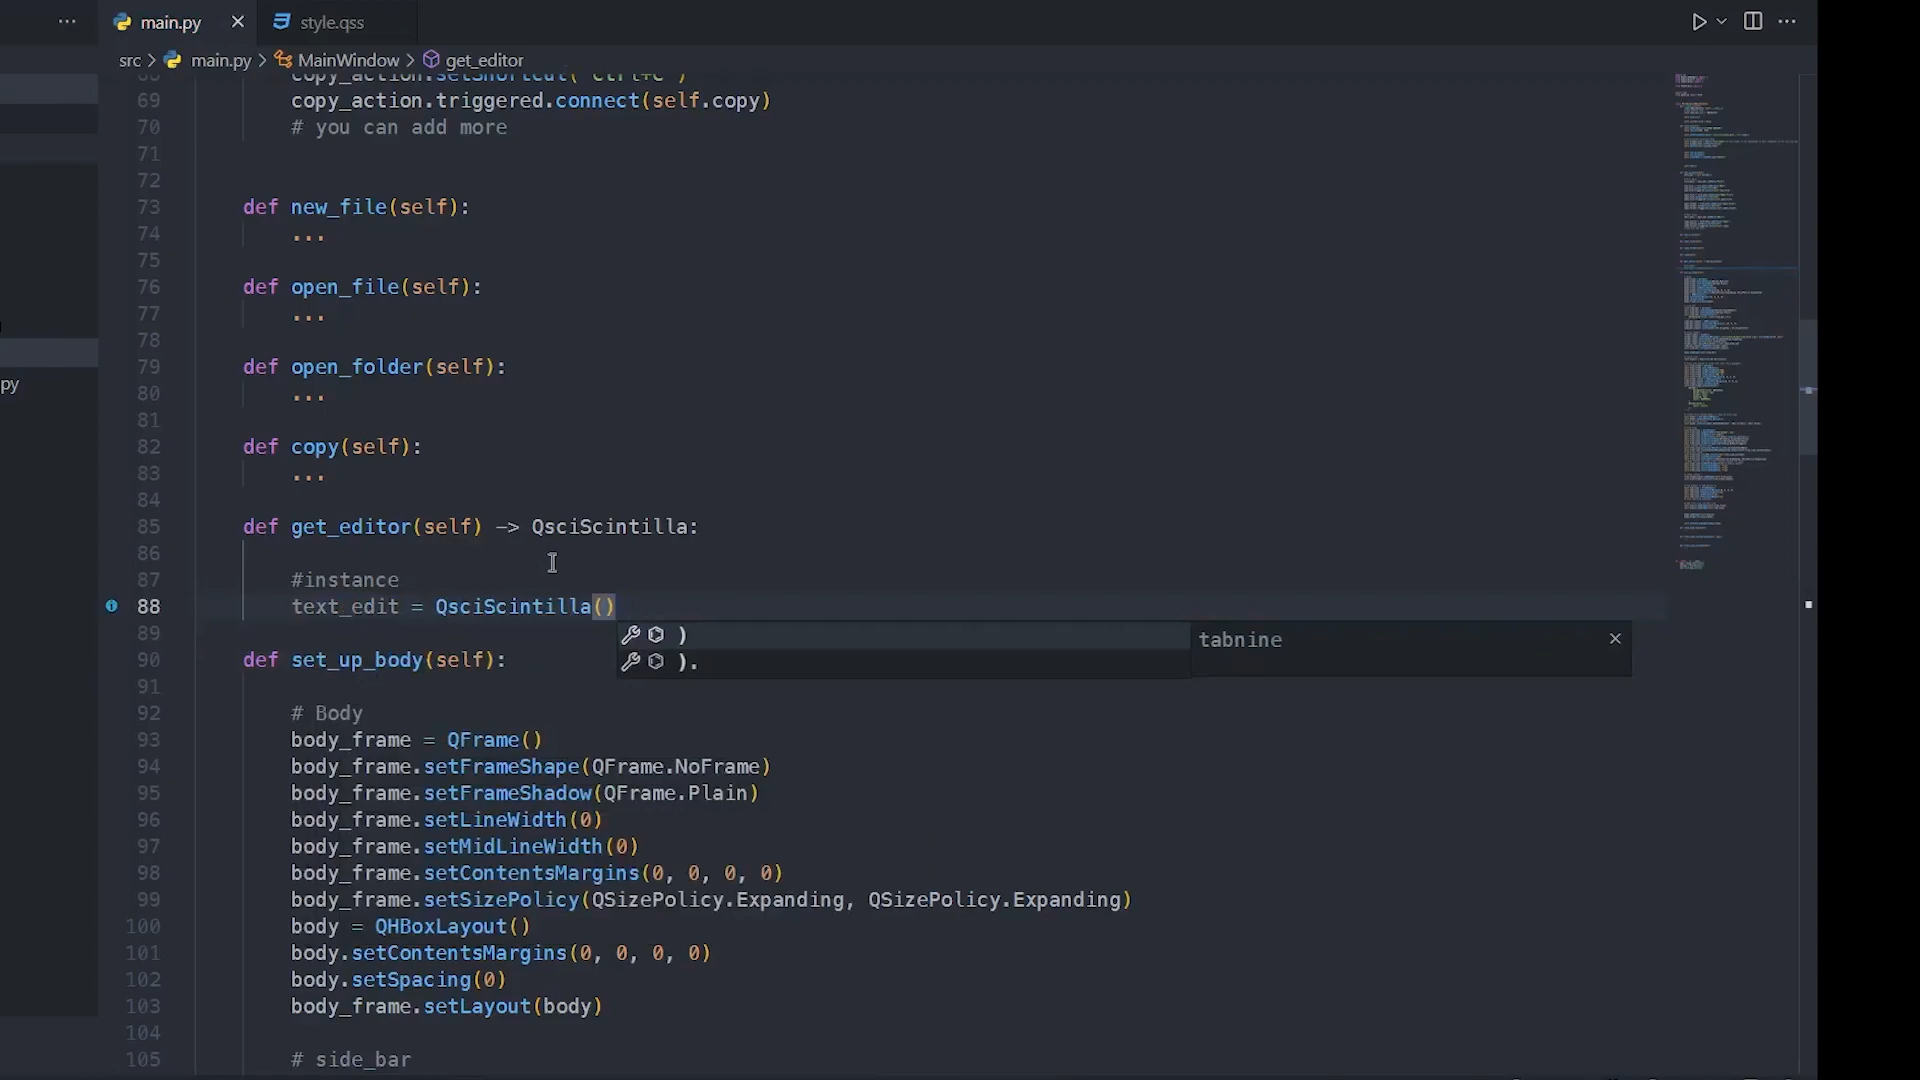 main.py
style.qss
src > main.py > MainWindow > get_editor
68 copy_action.setShortcut("Ctrl+C")
69 copy_action.triggered.connect(self.copy)
70 # you can add more
71
72
73 def new_file(self):
74 ...
75
76 def open_file(self):
77 ...
78
79 def open_folder(self):
80 ...
81
82 def copy(self):
83 ...
84
85 def get_editor(self) -> QsciScintilla:
86
87 #instance
88 text_edit = QsciScintilla()
)
tabnine
).
89
90 def set_up_body(self):
91
92 # Body
93 body_frame = QFrame()
94 body_frame.setFrameShape(QFrame.NoFrame)
95 body_frame.setFrameShadow(QFrame.Plain)
96 body_frame.setLineWidth(0)
97 body_frame.setMidLineWidth(0)
98 body_frame.setContentsMargins(0, 0, 0, 0)
99 body_frame.setSizePolicy(QSizePolicy.Expanding, QSizePolicy.Expanding)
100 body = QHBoxLayout()
101 body.setContentsMargins(0, 0, 0, 0)
102 body.setSpacing(0)
103 body_frame.setLayout(body)
104
105 # side_bar
py